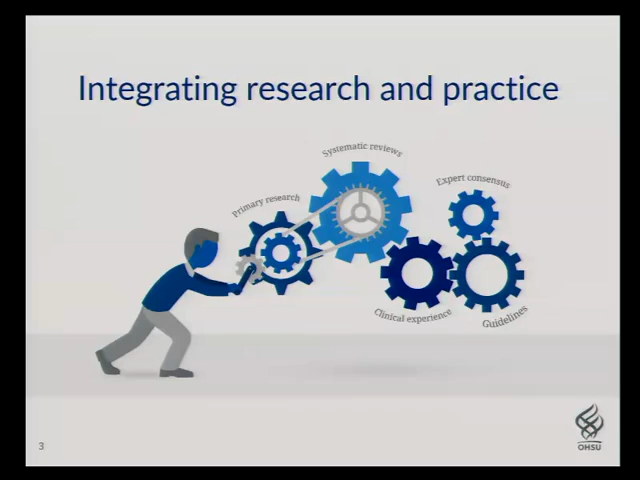 Integrating research and practice
Systematic reviews
Expert consensus
Primary research
Clinical experience
Guidelines
3
OHSU